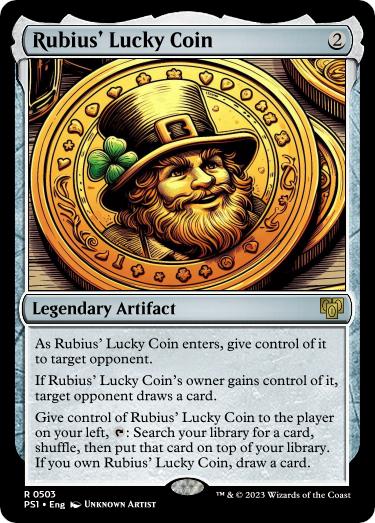 Rubius' Lucky Coin 2
Legendary Artifact
As Rubius' Lucky Coin enters, give control of it
to target opponent.
If Rubius' Lucky Coin's owner gains control of it,
target opponent draws a card.
Give control of Rubius' Lucky Coin to the player
on your left, : Search your library for a card,
shuffle, then put that card on top of your library.
If you own Rubius' Lucky Coin, draw a card.
R 0503
PS1 • Eng Unknown Artist
™ & © 2023 Wizards of the Coast